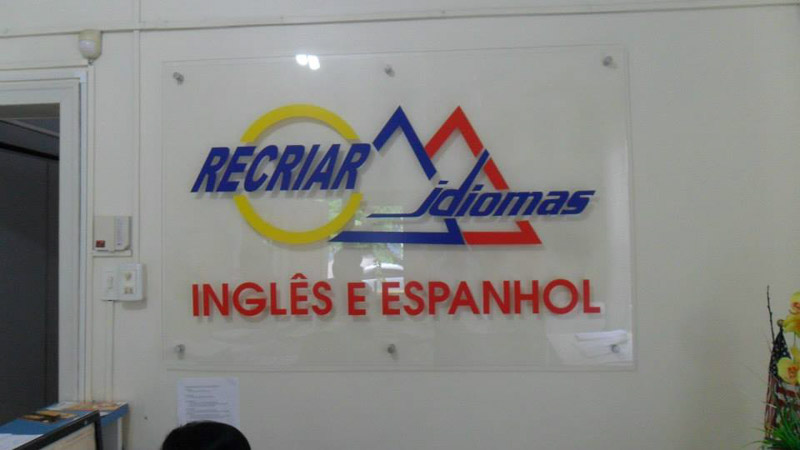 RECRIAR
idiomas
INGLÊS E ESPANHOL